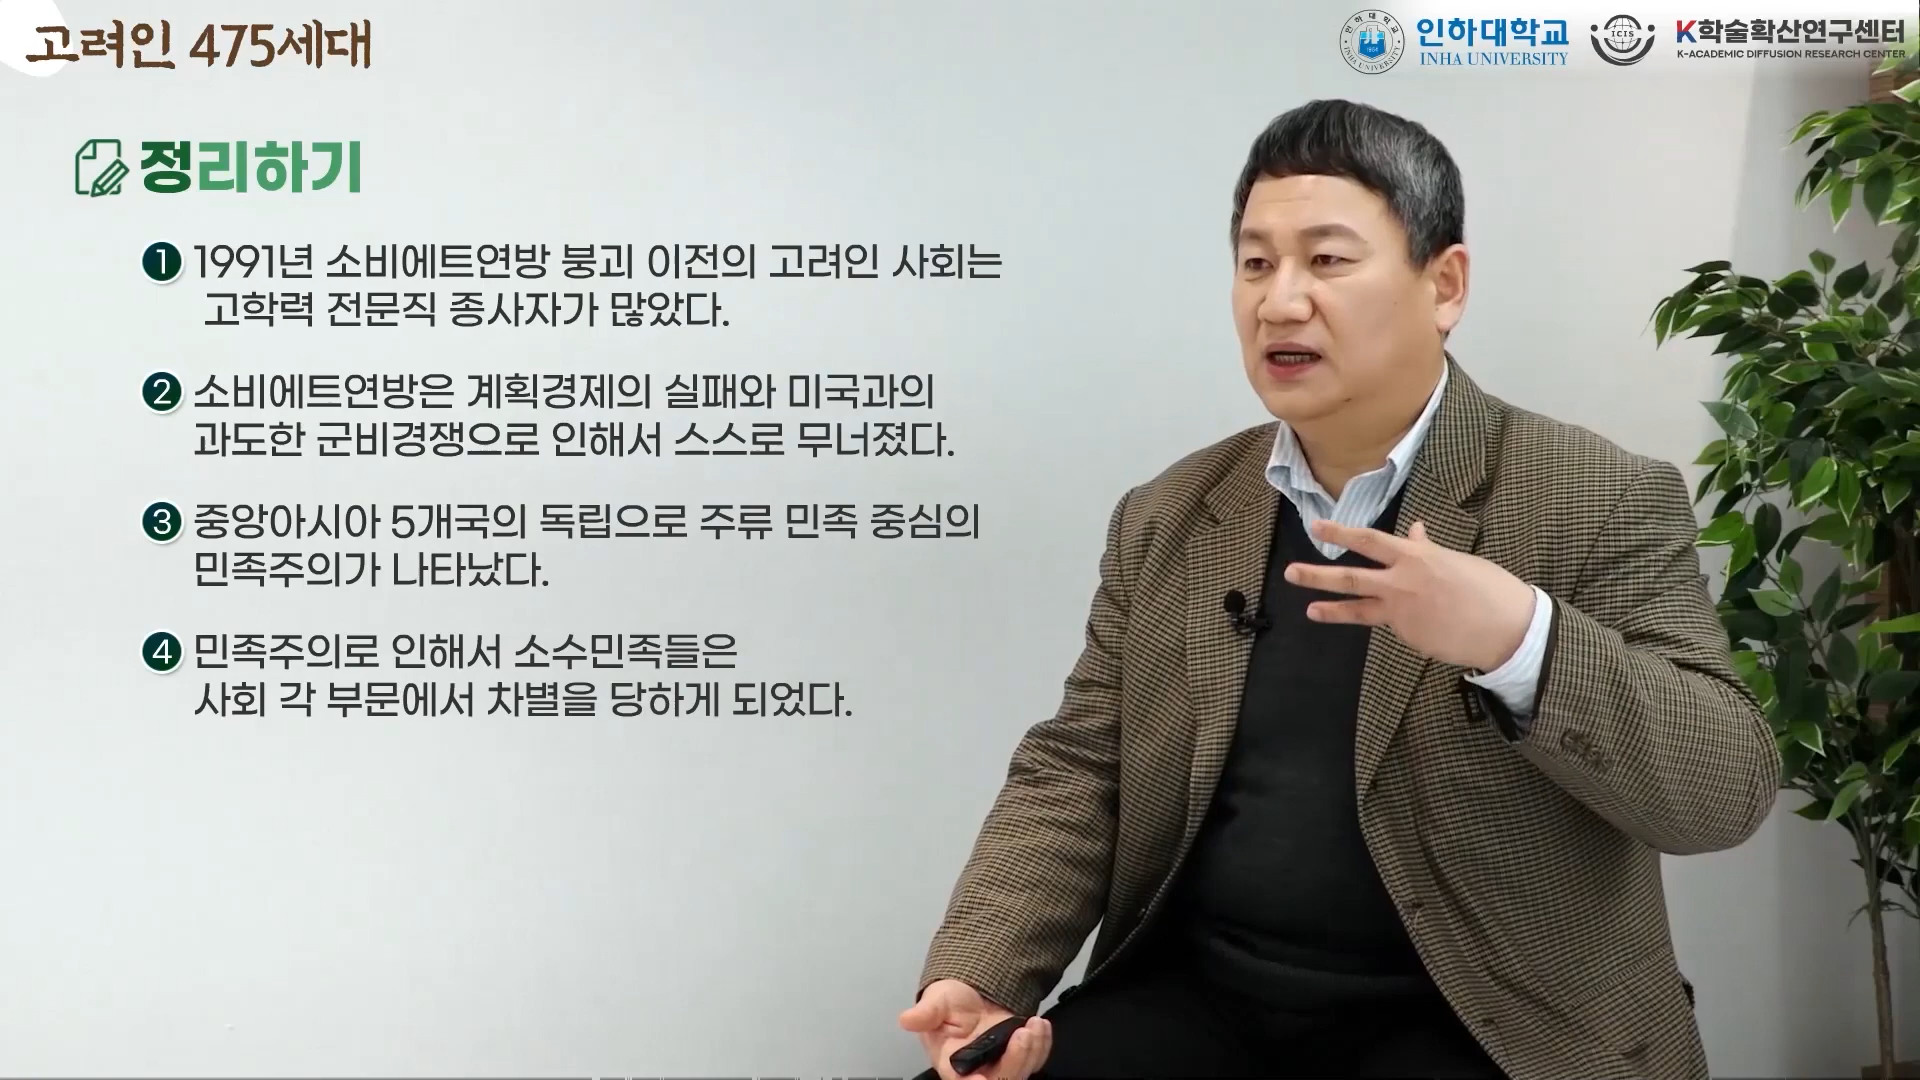 고려인 475세대
인하대학교
INHA UNIVERSITY
ICIS
K학술확산연구센터
K-ACADEMIC DIFFUSION RESEARCH CENTER
정리하기
1 1991년 소비에트연방 붕괴 이전의 고려인 사회는
고학력 전문직 종사자가 많았다.
2 소비에트연방은 계획경제의 실패와 미국과의
과도한 군비경쟁으로 인해서 스스로 무너졌다.
3 중앙아시아 5개국의 독립으로 주류 민족 중심의
민족주의가 나타났다.
4 민족주의로 인해서 소수민족들은
사회 각 부문에서 차별을 당하게 되었다.